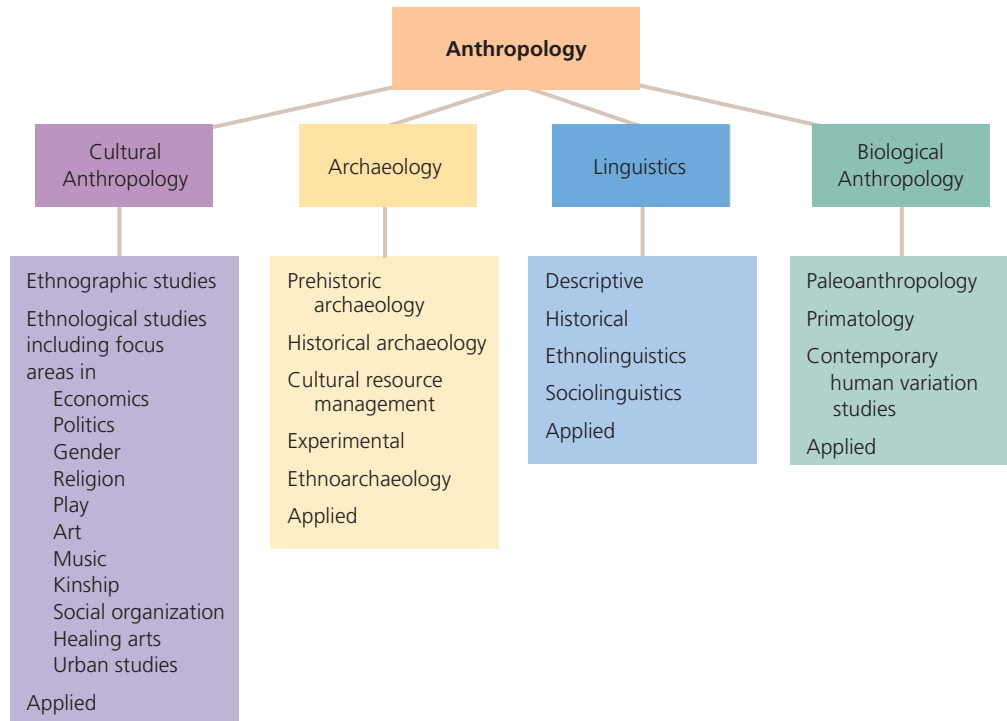 Anthropology
Cultural
Anthropology
Archaeology
Linguistics
Biological
Anthropology
Ethnographic studies
Ethnological studies
including focus
areas in
Economics
Politics
Gender
Religion
Play
Art
Music
Kinship
Social organization
Healing arts
Urban studies
Applied
Prehistoric
archaeology
Historical archaeology
Cultural resource
management
Experimental
Ethnoarchaeology
Applied
Descriptive
Historical
Ethnolinguistics
Sociolinguistics
Applied
Paleoanthropology
Primatology
Contemporary
human variation
studies
Applied